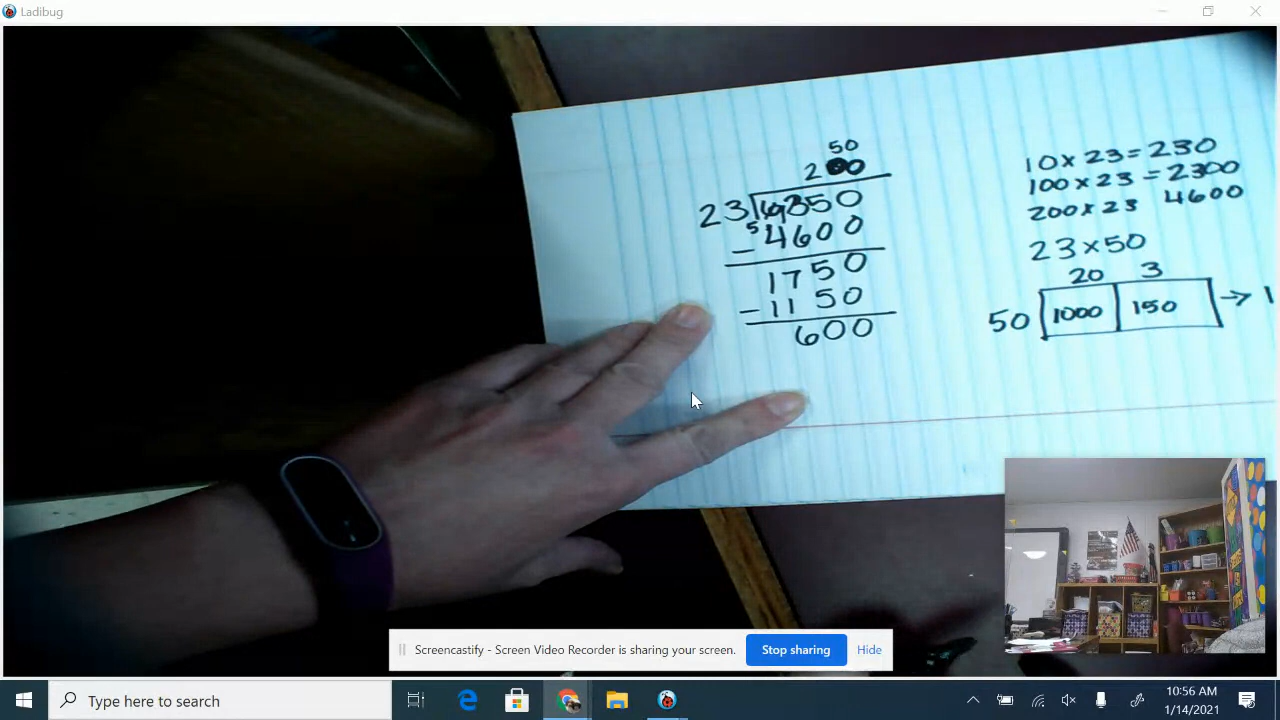 Ladibug
50
200
23 6350
5
- 4600
1750
- 1150
600
10 x 23 = 230
100 x 23 = 2300
200 x 23 4600
23 x 50
20 3
50 1000 150 → 1
Screencastify - Screen Video Recorder is sharing your screen. Stop sharing Hide
Type here to search
10:56 AM
1/14/2021